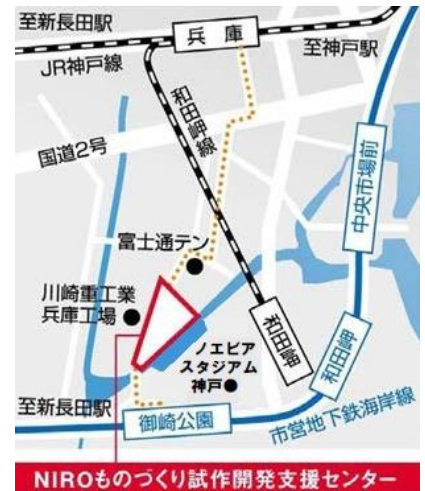 至新長田駅
兵庫
至神戸駅
JR神戸線
和田岬線
国道2号
中央市場前
富士通テン
川崎重工業
兵庫工場
和田岬
ノエビア
スタジアム
神戸
和田岬
至新長田駅
御崎公園
市営地下鉄海岸線
NIROものづくり試作開発支援センター